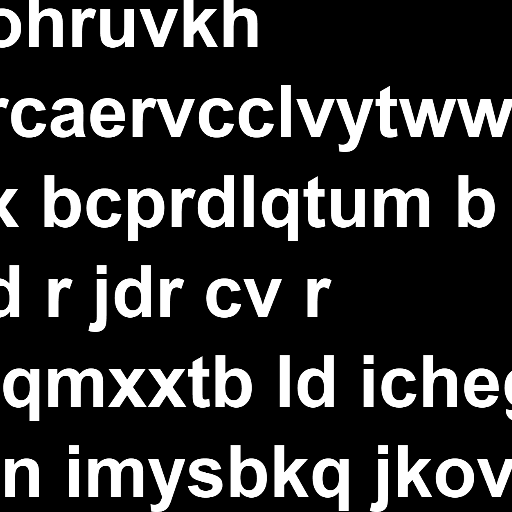 ohruvkh
rcaervcclvytww
x bcprdlqtum b
d r jdr cv r
qmxxtb ld icheg
n imysbkq jkov